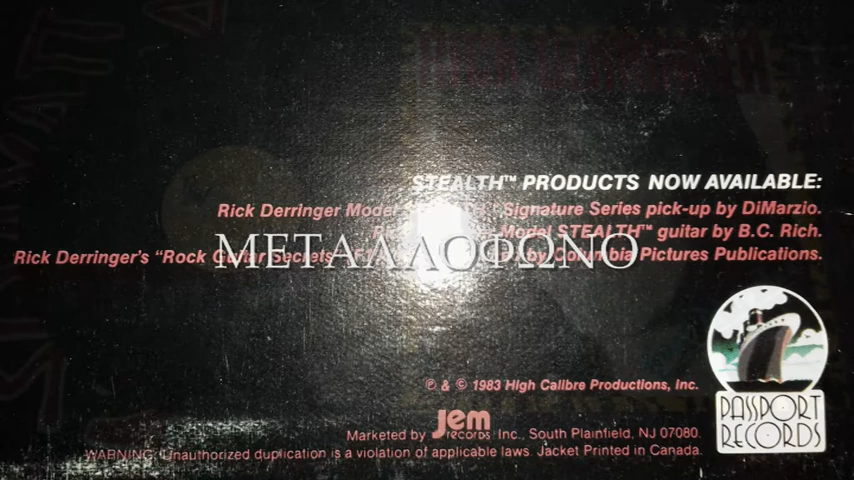 STEALTH™ PRODUCTS NOW AVAILABLE:
Rick Derringer Model Signature Series pick-up by DiMarzio.
Model STEALTH™ guitar by B.C. Rich.
Rick Derringer's "Rock Guitar Secrets by Columbia Pictures Publications.
ΜΕΤΑΛΛΟΦΩΝΟ
℗ & © 1983 High Calibre Productions, Inc.
Marketed by Jem records Inc., South Plainfield, NJ 07080.
WARNING: Unauthorized duplication is a violation of applicable laws. Jacket Printed in Canada.
PASSPORT
RECORDS